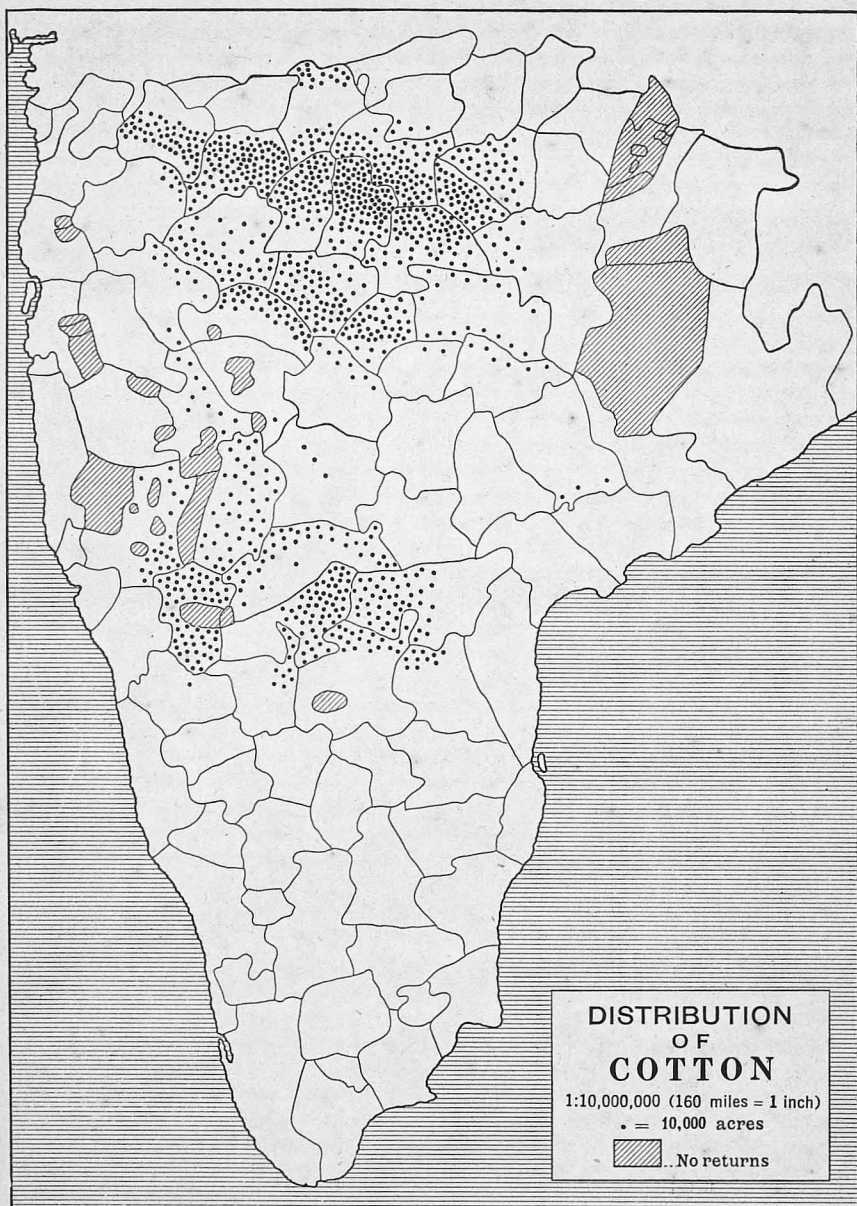 DISTRIBUTION
OF
COTTON
1:10,000,000 (160 miles = 1 inch)
. = 10,000 acres
...No returns